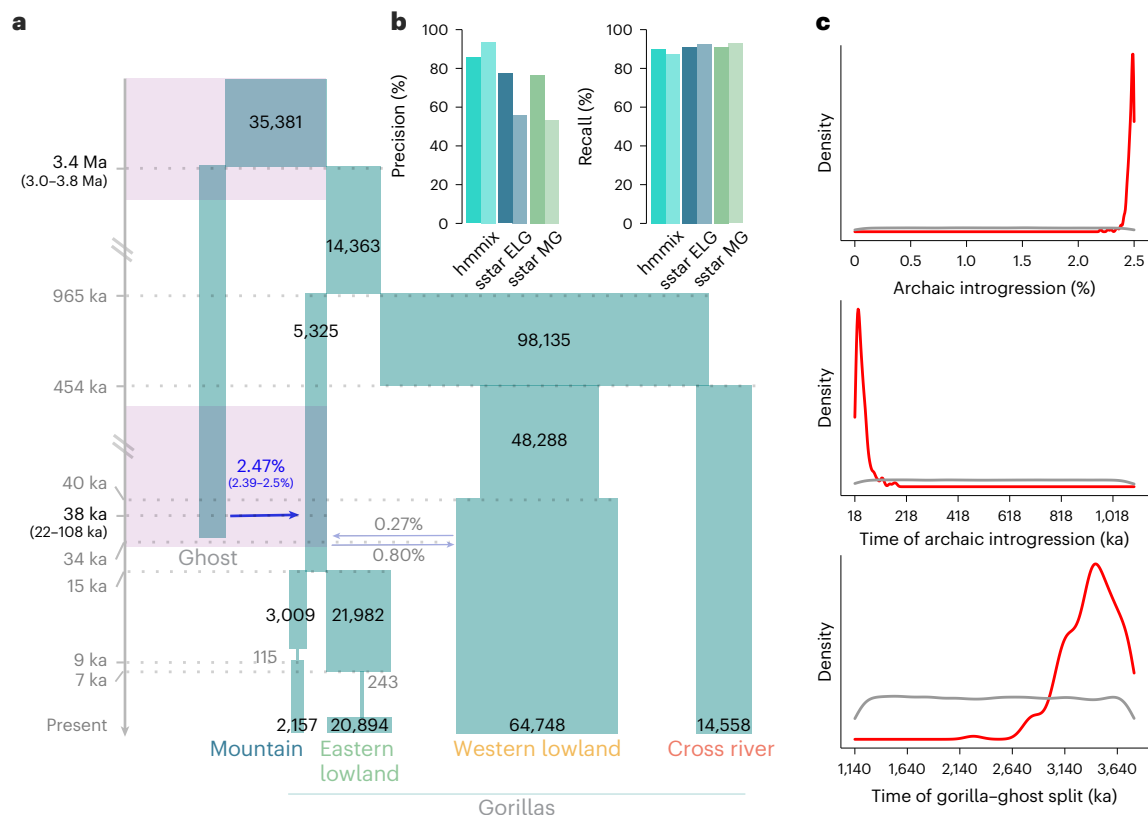 a
35,381
3.4 Ma
(3.0–3.8 Ma)
14,363
965 ka
5,325
98,135
454 ka
48,288
2.47%
(2.39–2.5%)
40 ka
38 ka
(22–108 ka)
0.27%
0.80%
Ghost
34 ka
15 ka
3,009
21,982
115
9 ka
7 ka
243
Present
2,157
20,894
64,748
14,558
Mountain
Eastern
lowland
Western lowland
Cross river
Gorillas
b
Precision (%)
100
80
60
40
20
0
hmmix
sstar ELG
sstar MG
Recall (%)
100
80
60
40
20
0
hmmix
sstar ELG
sstar MG
c
Density
0 0.5 1.0 1.5 2.0 2.5
Archaic introgression (%)
Density
18 218 418 618 818 1,018
Time of archaic introgression (ka)
Density
1,140 1,640 2,140 2,640 3,140 3,640
Time of gorilla–ghost split (ka)